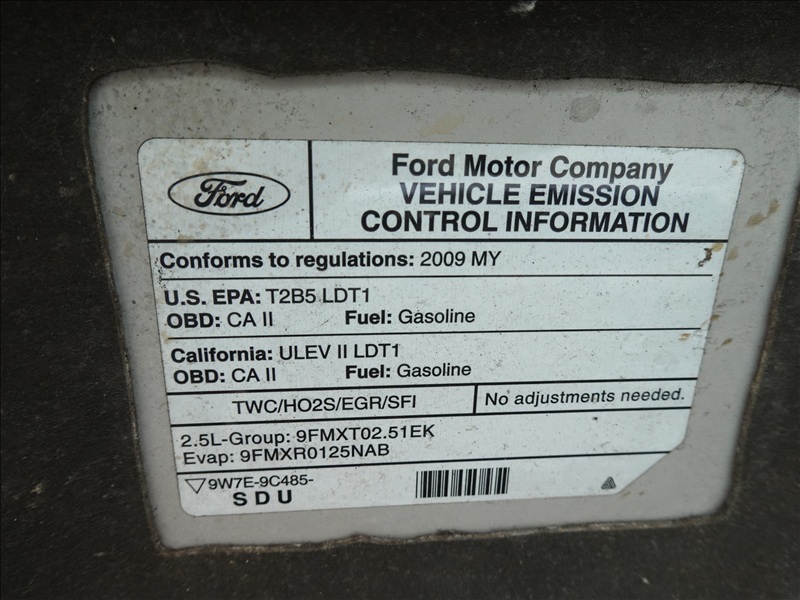 Ford
Ford Motor Company
VEHICLE EMISSION
CONTROL INFORMATION
Conforms to regulations: 2009 MY
U.S. EPA: T2B5 LDT1
OBD: CA II Fuel: Gasoline
California: ULEV II LDT1
OBD: CA II Fuel: Gasoline
TWC/HO2S/EGR/SFI
No adjustments needed.
2.5L-Group: 9FMXT02.51EK
Evap: 9FMXR0125NAB
9W7E-9C485-
SDU